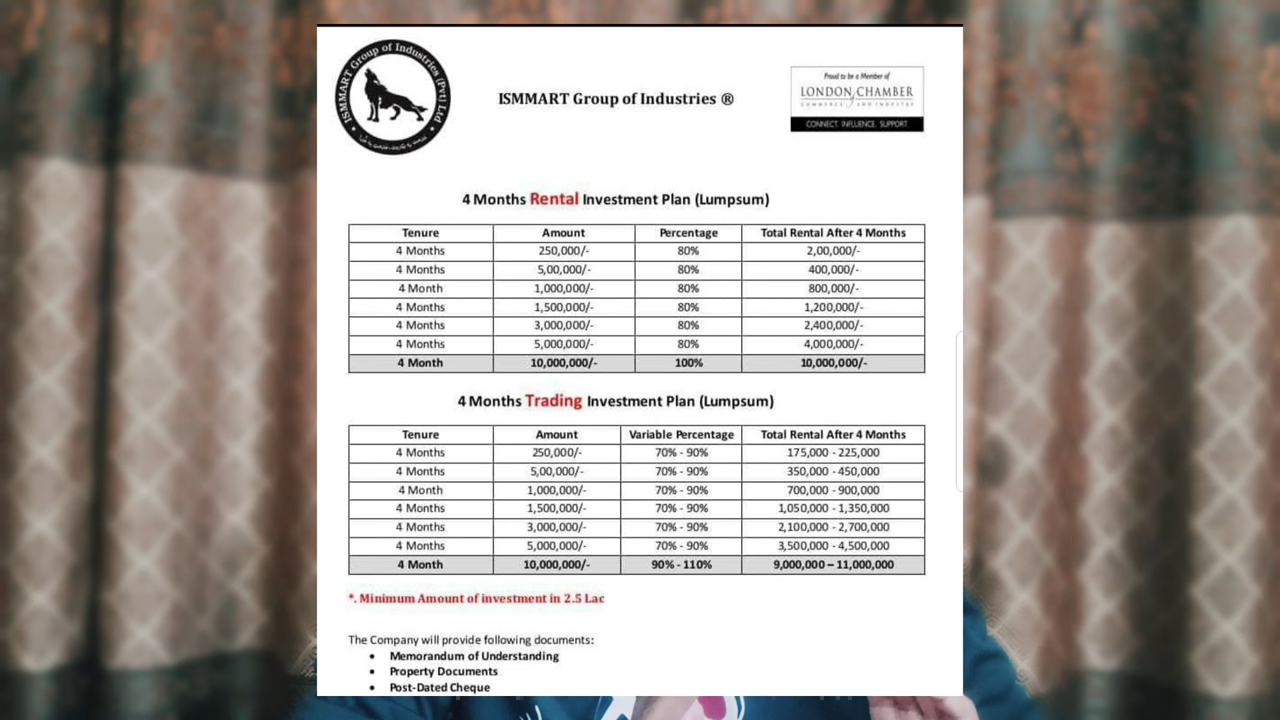 ISMMART Group of Industries (Pvt) Ltd
ISMMART Group of Industries ®
Proud to be a Member of
LONDON CHAMBER
COMMERCE AND INDUSTRY
CONNECT. INFLUENCE. SUPPORT
4 Months Rental Investment Plan (Lumpsum)
Tenure Amount Percentage Total Rental After 4 Months
4 Months 250,000/- 80% 2,00,000/-
4 Months 5,00,000/- 80% 400,000/-
4 Month 1,000,000/- 80% 800,000/-
4 Months 1,500,000/- 80% 1,200,000/-
4 Months 3,000,000/- 80% 2,400,000/-
4 Months 5,000,000/- 80% 4,000,000/-
4 Month 10,000,000/- 100% 10,000,000/-
4 Months Trading Investment Plan (Lumpsum)
Tenure Amount Variable Percentage Total Rental After 4 Months
4 Months 250,000/- 70% - 90% 175,000 - 225,000
4 Months 5,00,000/- 70% - 90% 350,000 - 450,000
4 Month 1,000,000/- 70% - 90% 700,000 - 900,000
4 Months 1,500,000/- 70% - 90% 1,050,000 - 1,350,000
4 Months 3,000,000/- 70% - 90% 2,100,000 - 2,700,000
4 Months 5,000,000/- 70% - 90% 3,500,000 - 4,500,000
4 Month 10,000,000/- 90% - 110% 9,000,000 – 11,000,000
*. Minimum Amount of investment in 2.5 Lac
The Company will provide following documents:
• Memorandum of Understanding
• Property Documents
• Post-Dated Cheque